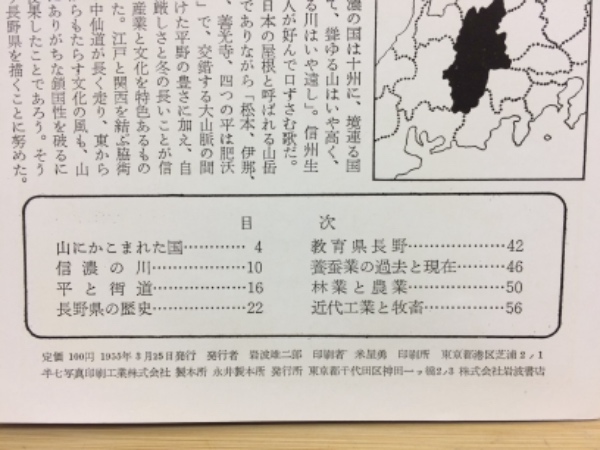 濃の国は十州に、境連る国
て、聳ゆる山はいや高く、
る川はいや遠し』。信州生
人が好んで口ずさむ歌だ。
日本の屋根と呼ばれる山岳
でありながら「松本、伊那、
、善光寺、四つの平は肥沃
」で、交錯する大山脈の間
けた平野の豊さに加え、自
厳しさと冬の長いことが信
産業と文化を特色あるもの
た。江戸と関西を結ぶ脇街
中仙道が長く走り、東から
らもたらす文化の風も、山
ありがちな鎖国性を破るに
果したことであろう。そう
長野県を描くことに努めた。
目次
山にかこまれた国………… 4
信濃の川…………………10
平と街道…………………16
長野県の歴史……………22
教育県長野………………42
養蚕業の過去と現在………46
林業と農業………………50
近代工業と牧畜…………56
定価 100円 1955年3月25日発行 発行者 岩波雄二郎 印刷者 米屋勇 印刷所 東京都港区芝浦2ノ1
半七写真印刷工業株式会社 製本所 永井製本所 発行所 東京都千代田区神田一ッ橋2ノ3 株式会社岩波書店